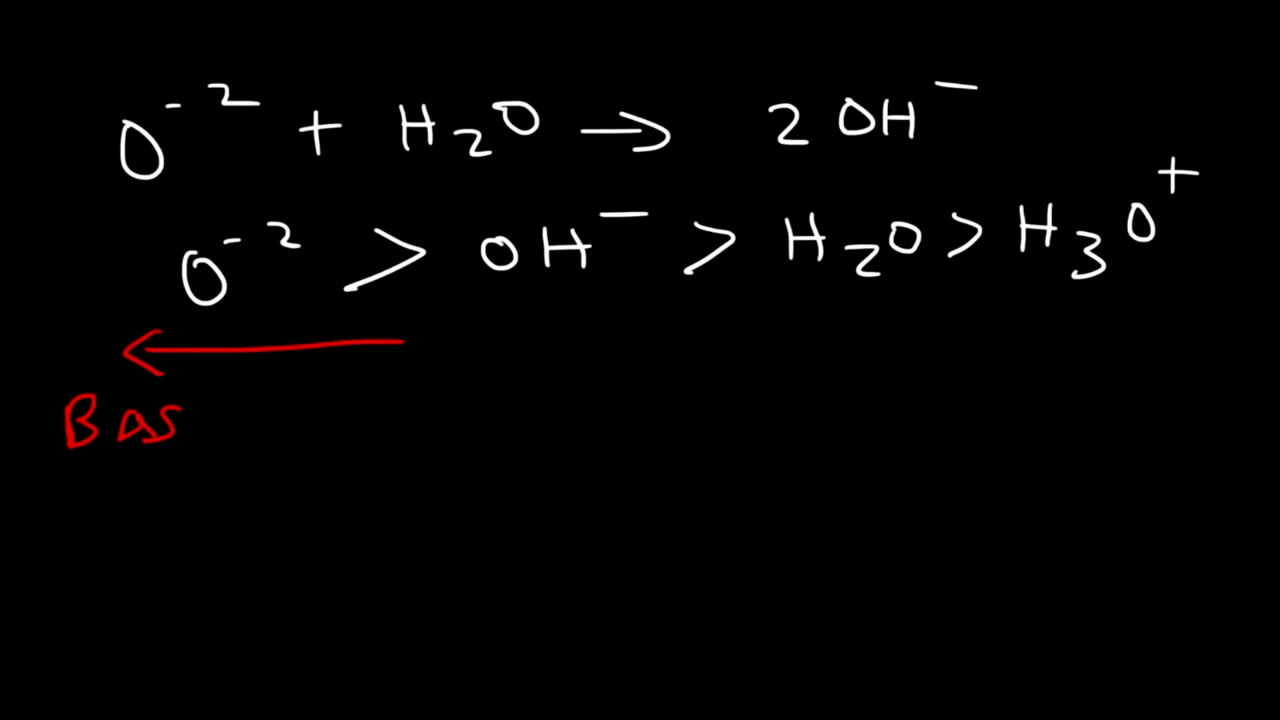 O⁻² + H₂O → 2 OH⁻
O⁻² > OH⁻ > H₂O > H₃O⁺
Bas